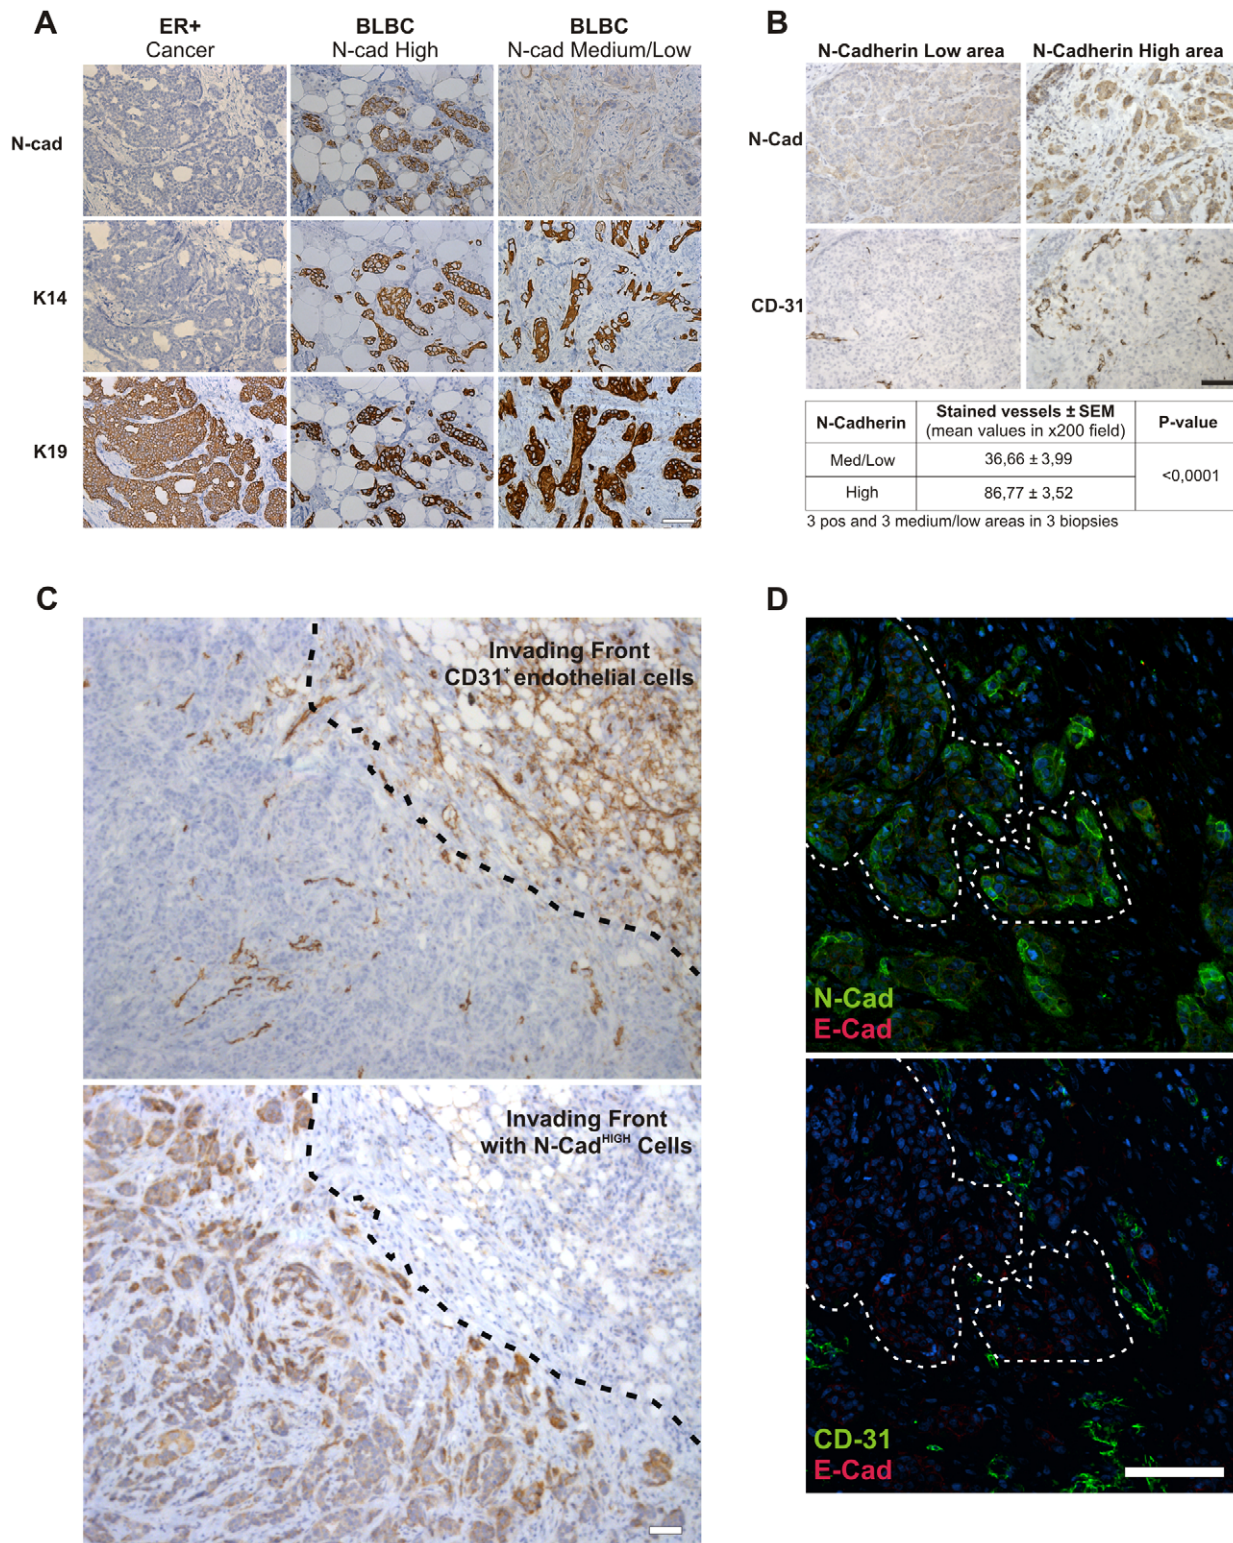 A
ER+
Cancer
BLBC
N-cad High
BLBC
N-cad Medium/Low
N-cad
K14
K19
B
N-Cadherin Low area
N-Cadherin High area
N-Cad
CD-31
N-Cadherin
Stained vessels ± SEM
(mean values in x200 field)
P-value
Med/Low
36,66 ± 3,99
<0,0001
High
86,77 ± 3,52
3 pos and 3 medium/low areas in 3 biopsies
C
Invading Front
CD31⁺ endothelial cells
Invading Front
with N-Cadᴴᴵᴳᴴ Cells
D
N-Cad
E-Cad
CD-31
E-Cad